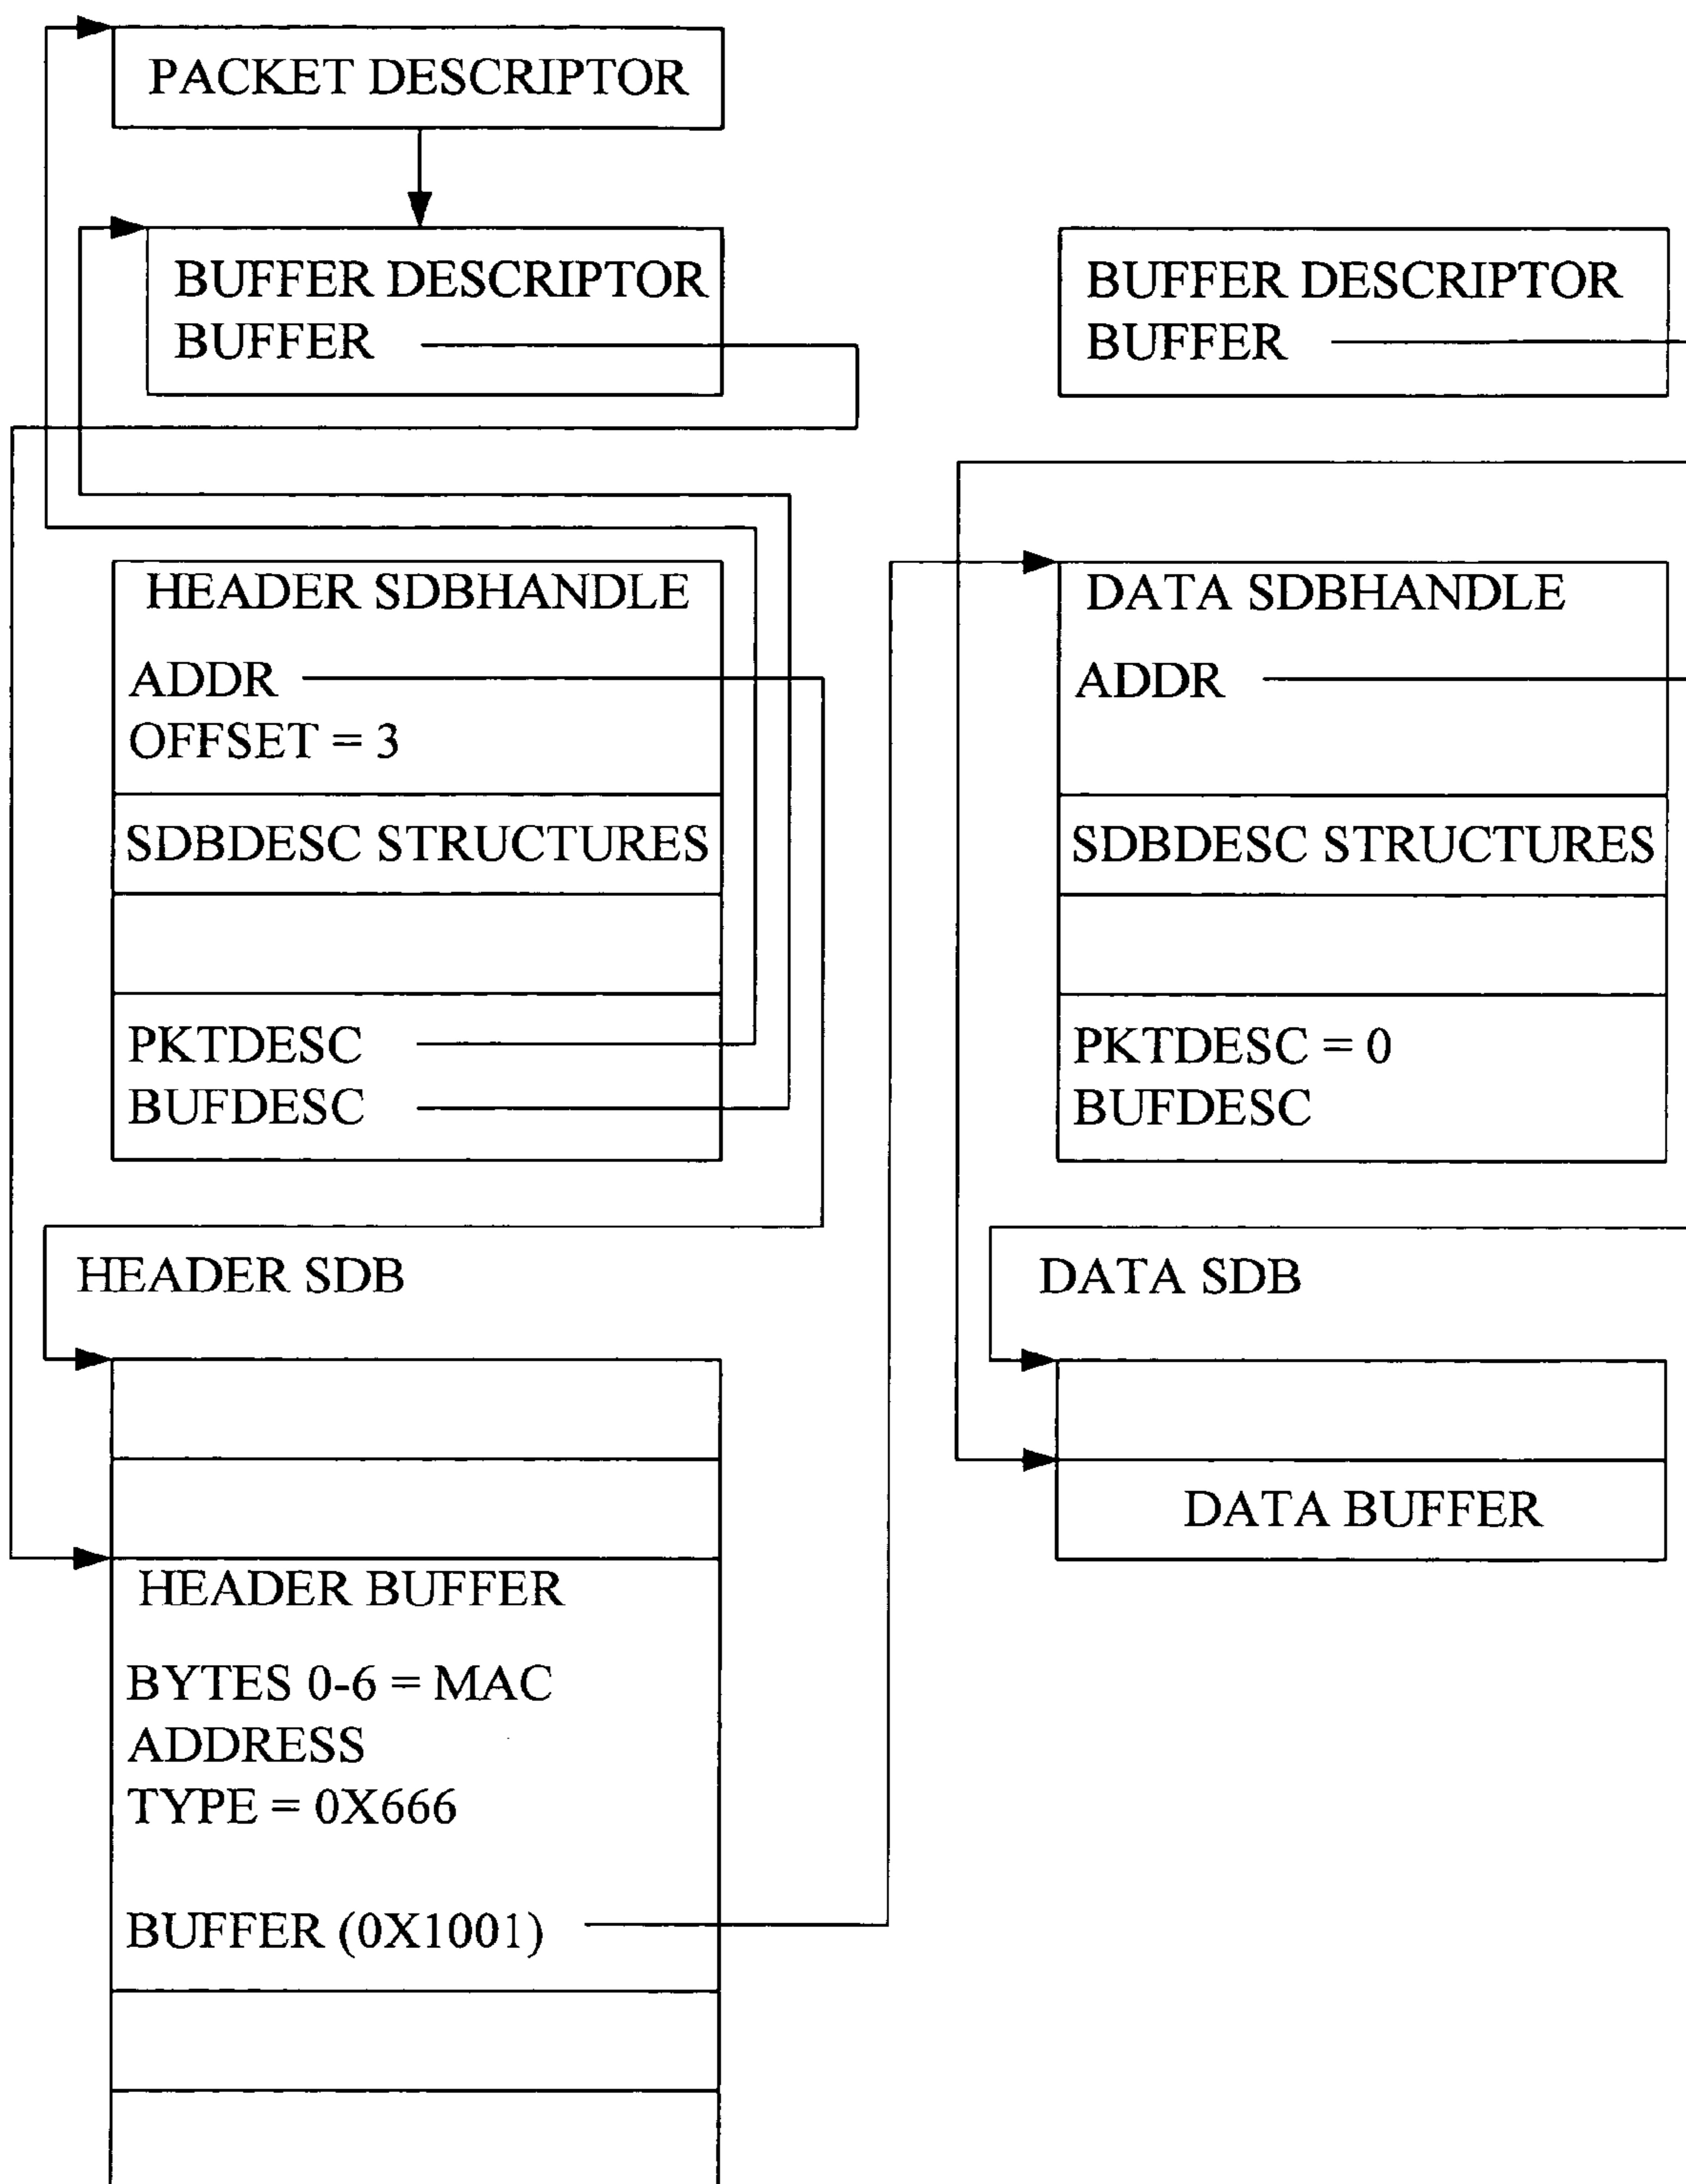 PACKET DESCRIPTOR
BUFFER DESCRIPTOR
BUFFER
BUFFER DESCRIPTOR
BUFFER
HEADER SDBHANDLE
ADDR
OFFSET = 3
SDBDESC STRUCTURES
PKTDESC
BUFDESC
DATA SDBHANDLE
ADDR
SDBDESC STRUCTURES
PKTDESC = 0
BUFDESC
HEADER SDB
HEADER BUFFER
BYTES 0-6 = MAC
ADDRESS
TYPE = 0X666
BUFFER (0X1001)
DATA SDB
DATA BUFFER